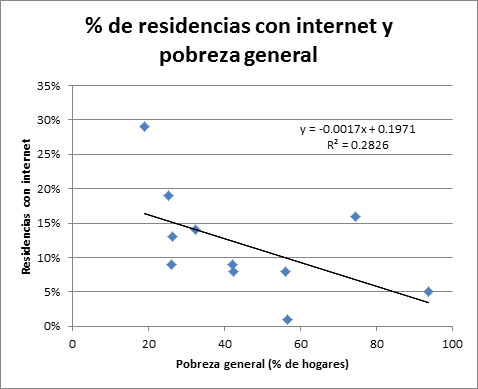 % de residencias con internet y
pobreza general
35%
30%
25%
20%
15%
10%
5%
0%
y = -0.0017x + 0.1971
R² = 0.2826
Residencias con internet
0 20 40 60 80 100
Pobreza general (% de hogares)